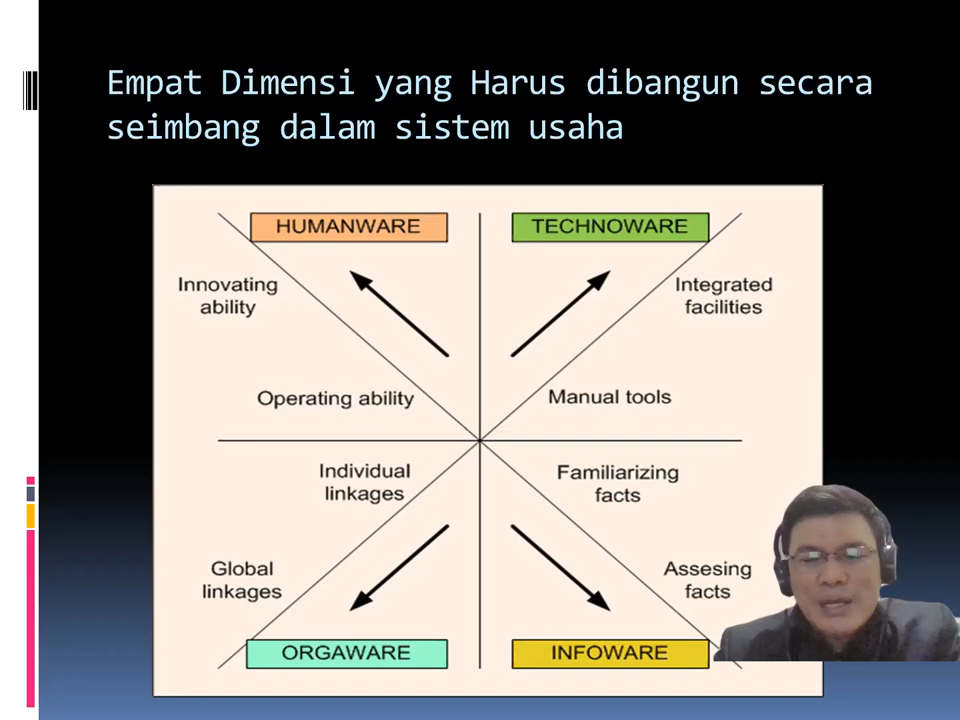 Empat Dimensi yang Harus dibangun secara
seimbang dalam sistem usaha
HUMANWARE
TECHNOWARE
Innovating
ability
Integrated
facilities
Operating ability
Manual tools
Individual
linkages
Familiarizing
facts
Global
linkages
Assesing
facts
ORGAWARE
INFOWARE